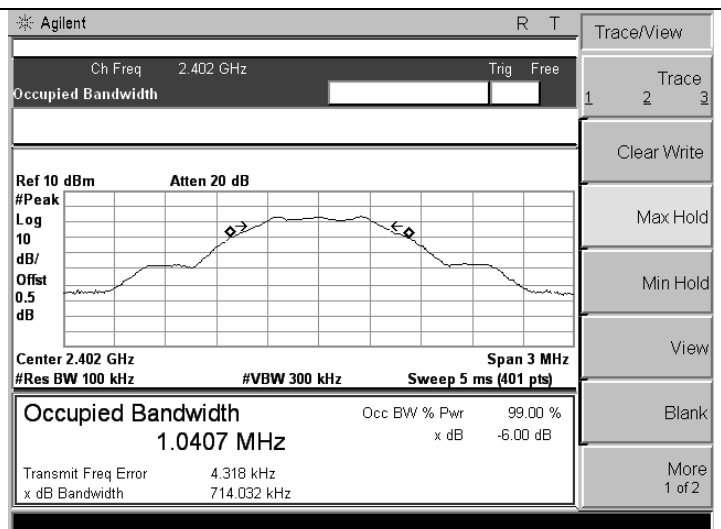 Agilent R T
Trace/View
Ch Freq 2.402 GHz Trig Free
Occupied Bandwidth
Trace
1 2 3
Clear Write
Max Hold
Min Hold
View
Blank
More
1 of 2
Ref 10 dBm Atten 20 dB
#Peak
Log
10
dB/
Offst
0.5
dB
Center 2.402 GHz Span 3 MHz
#Res BW 100 kHz #VBW 300 kHz Sweep 5 ms (401 pts)
Occupied Bandwidth
1.0407 MHz
Occ BW % Pwr 99.00 %
x dB -6.00 dB
Transmit Freq Error 4.318 kHz
x dB Bandwidth 714.032 kHz